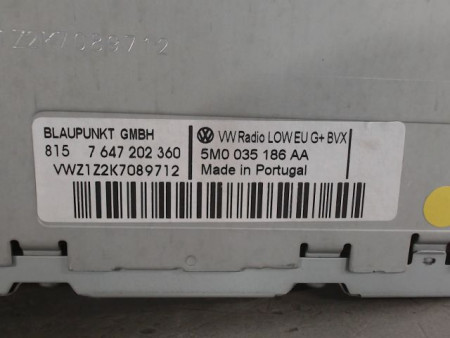 Z2K7089712
BLAUPUNKT GMBH
815 7 647 202 360
VWZ1Z2K7089712
VW Radio LOW EU G+ BVX
5M0 035 186 AA
Made in Portugal